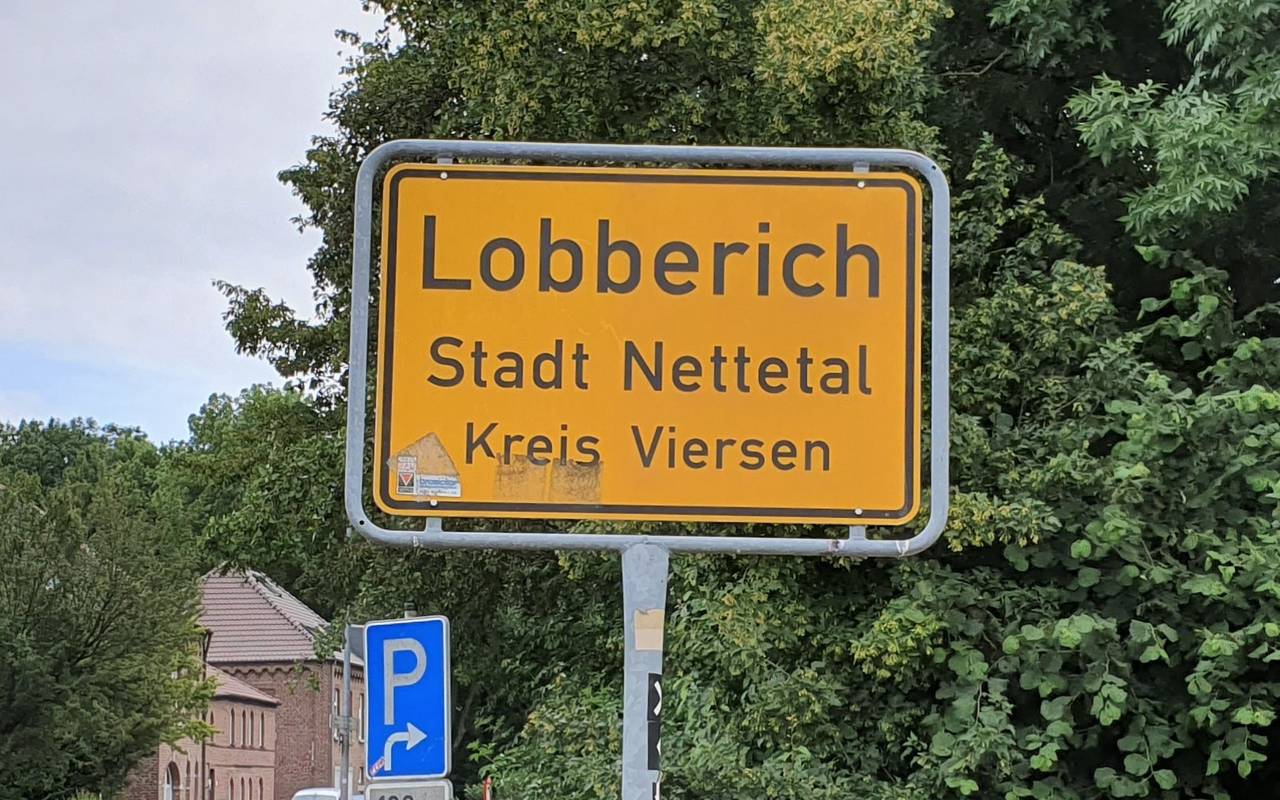 Lobberich
Stadt Nettetal
Kreis Viersen
P